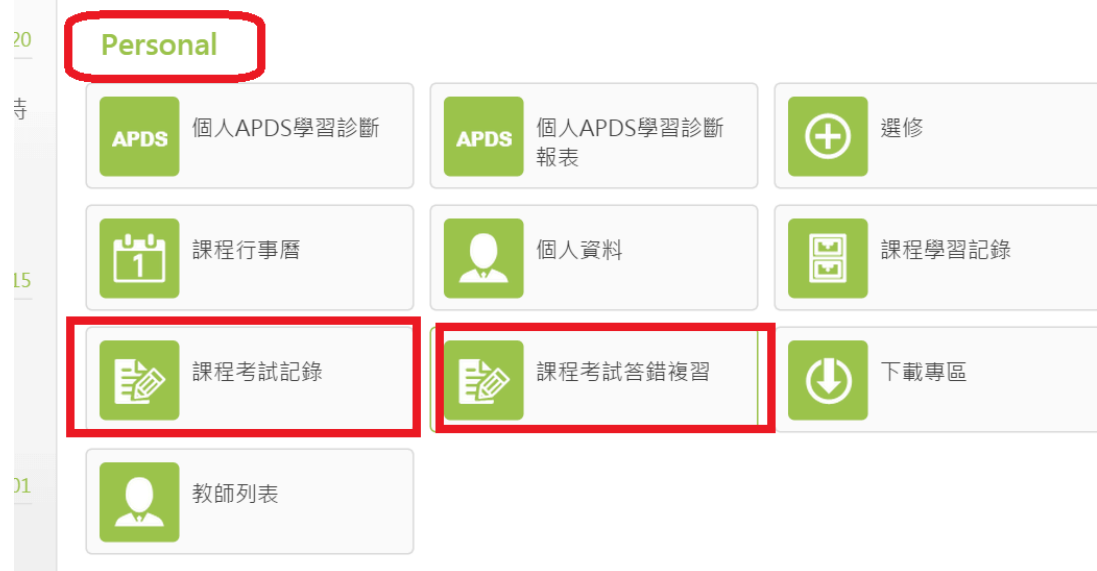 20
Personal
持
APDS 個人APDS學習診斷
APDS 個人APDS學習診斷
報表
選修
1 課程行事曆
個人資料
課程學習記錄
15
課程考試記錄
課程考試答錯複習
下載專區
01
教師列表